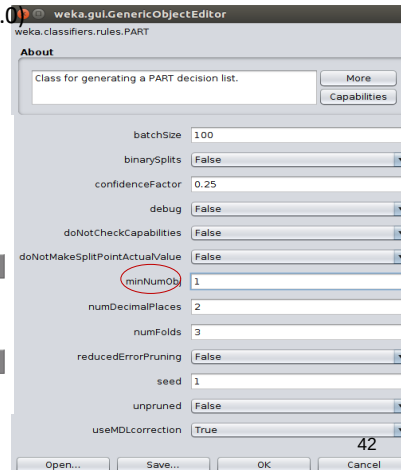 .0)
weka.gui.GenericObjectEditor
weka.classifiers.rules.PART
About
Class for generating a PART decision list.
More
Capabilities
batchSize 100
binarySplits False
confidenceFactor 0.25
debug False
doNotCheckCapabilities False
doNotMakeSplitPointActualValue False
minNumObj 1
numDecimalPlaces 2
numFolds 3
reducedErrorPruning False
seed 1
unpruned False
useMDLcorrection True
42
Open... Save... OK Cancel